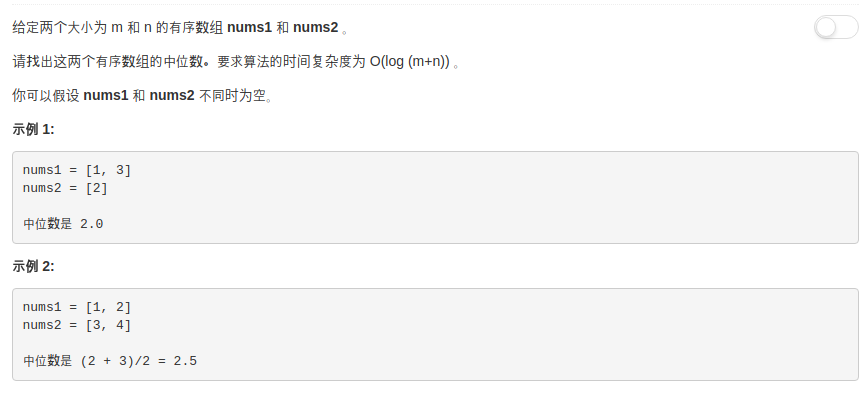 给定两个大小为 m 和 n 的有序数组 nums1 和 nums2 。
请找出这两个有序数组的中位数。要求算法的时间复杂度为 O(log (m+n)) 。
你可以假设 nums1 和 nums2 不同时为空。
示例 1:
nums1 = [1, 3]
nums2 = [2]
中位数是 2.0
示例 2:
nums1 = [1, 2]
nums2 = [3, 4]
中位数是 (2 + 3)/2 = 2.5